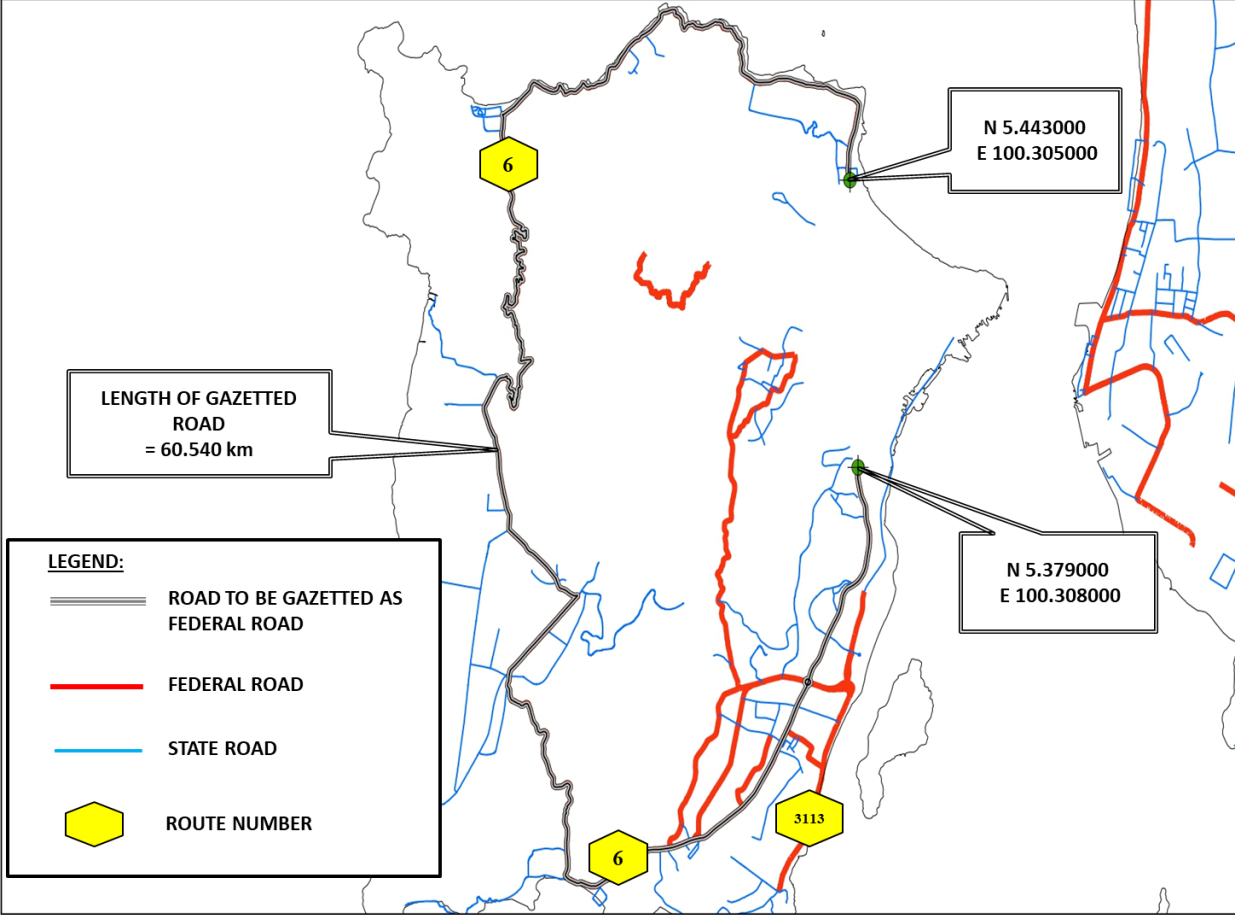 6
N 5.443000
E 100.305000
LENGTH OF GAZETTED
ROAD
= 60.540 km
N 5.379000
E 100.308000
LEGEND:
ROAD TO BE GAZETTED AS
FEDERAL ROAD
FEDERAL ROAD
STATE ROAD
ROUTE NUMBER
3113
6